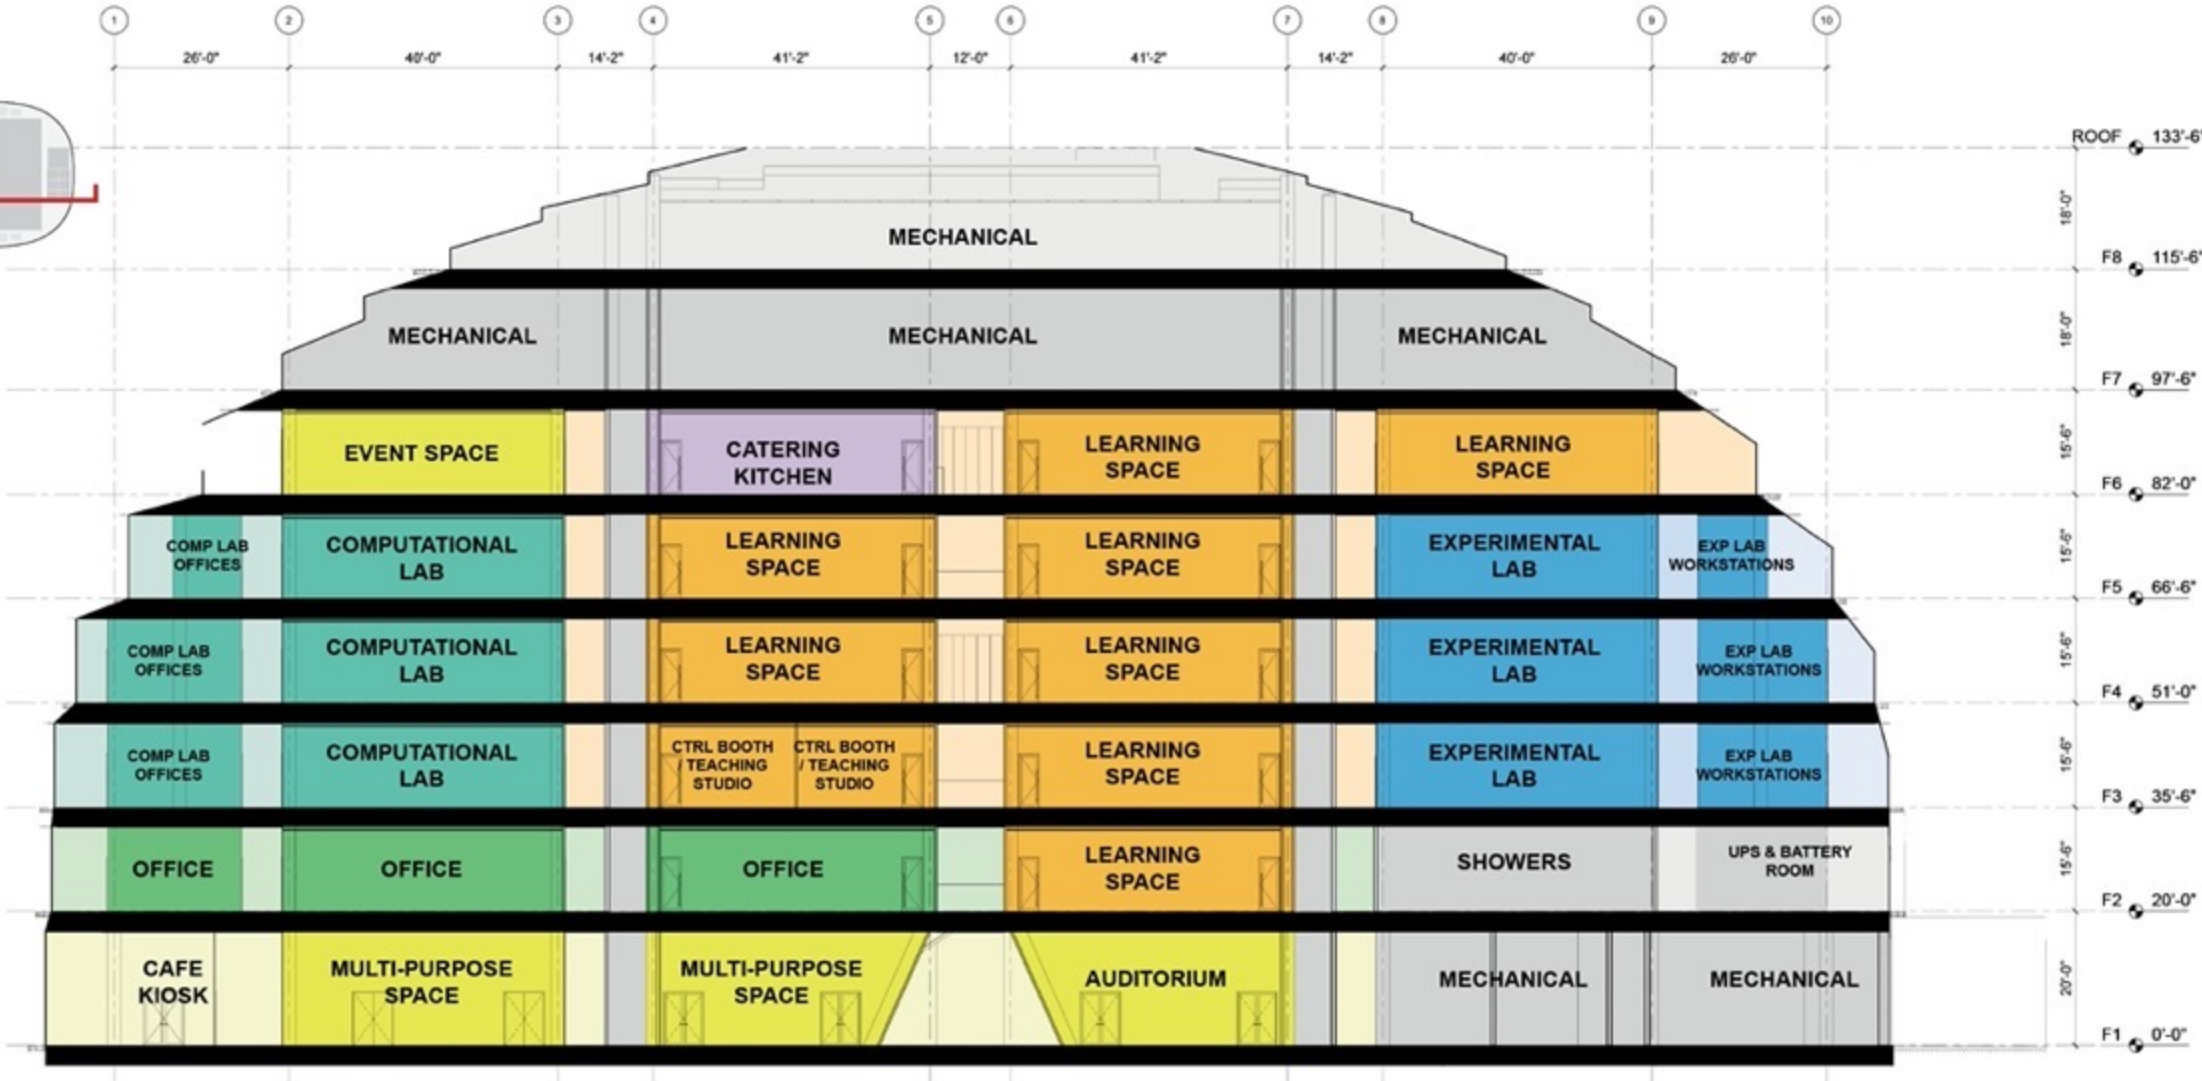 1 2 3 4 5 6 7 8 9 10
26'-0" 40'-0" 14'-2" 41'-2" 12'-0" 41'-2" 14'-2" 40'-0" 26'-0"
ROOF 133'-6"
18'-0"
MECHANICAL
F8 115'-6"
18'-0"
MECHANICAL MECHANICAL MECHANICAL
F7 97'-6"
15'-6"
EVENT SPACE
CATERING
KITCHEN
LEARNING
SPACE
LEARNING
SPACE
F6 82'-0"
15'-6"
COMP LAB
OFFICES
COMPUTATIONAL
LAB
LEARNING
SPACE
LEARNING
SPACE
EXPERIMENTAL
LAB
EXP LAB
WORKSTATIONS
F5 66'-6"
15'-6"
COMP LAB
OFFICES
COMPUTATIONAL
LAB
LEARNING
SPACE
LEARNING
SPACE
EXPERIMENTAL
LAB
EXP LAB
WORKSTATIONS
F4 51'-0"
15'-6"
COMP LAB
OFFICES
COMPUTATIONAL
LAB
CTRL BOOTH
/ TEACHING
STUDIO
CTRL BOOTH
/ TEACHING
STUDIO
LEARNING
SPACE
EXPERIMENTAL
LAB
EXP LAB
WORKSTATIONS
F3 35'-6"
15'-6"
OFFICE
OFFICE
OFFICE
LEARNING
SPACE
SHOWERS
UPS & BATTERY
ROOM
F2 20'-0"
20'-0"
CAFE
KIOSK
MULTI-PURPOSE
SPACE
MULTI-PURPOSE
SPACE
AUDITORIUM
MECHANICAL
MECHANICAL
F1 0'-0"